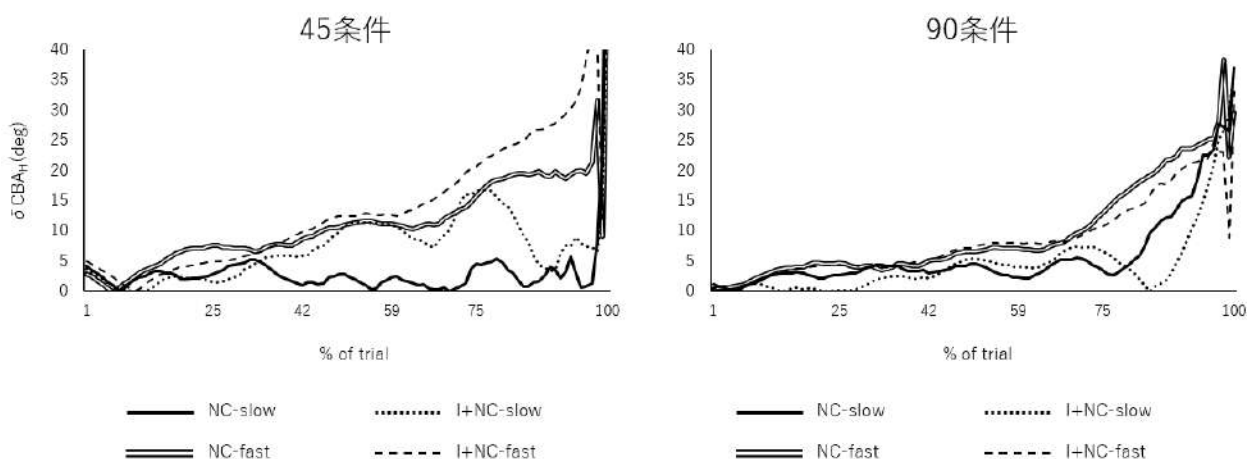 45条件
40
35
30
25
20
15
10
5
0
δ CBAH (deg)
1 25 42 59 75 100
% of trial
NC-slow I+NC-slow
NC-fast I+NC-fast
90条件
40
35
30
25
20
15
10
5
0
1 25 42 59 75 100
% of trial
NC-slow I+NC-slow
NC-fast I+NC-fast